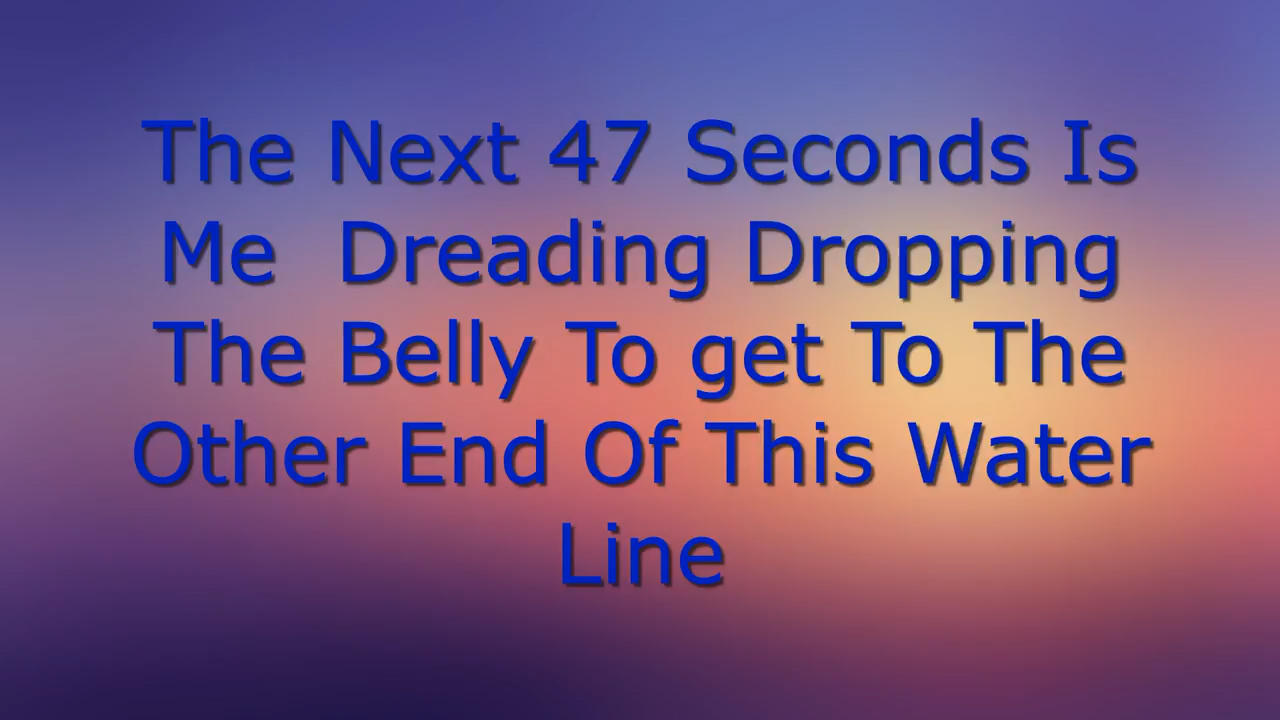 The Next 47 Seconds Is
Me  Dreading Dropping
The Belly To get To The
Other End Of This Water
Line